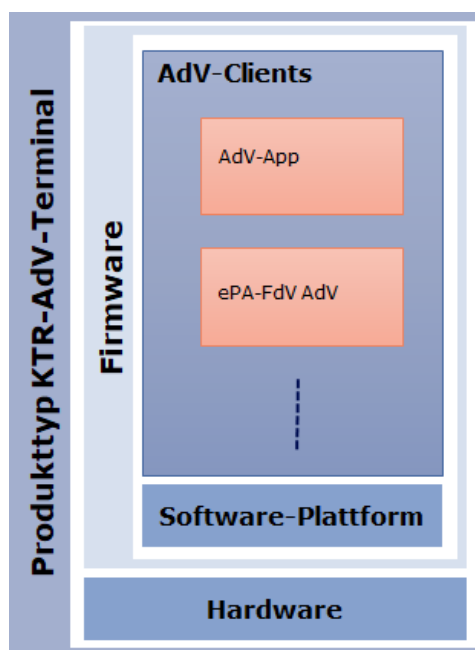 Produkttyp KTR-AdV-Terminal
Firmware
AdV-Clients
AdV-App
ePA-FdV AdV
Software-Plattform
Hardware